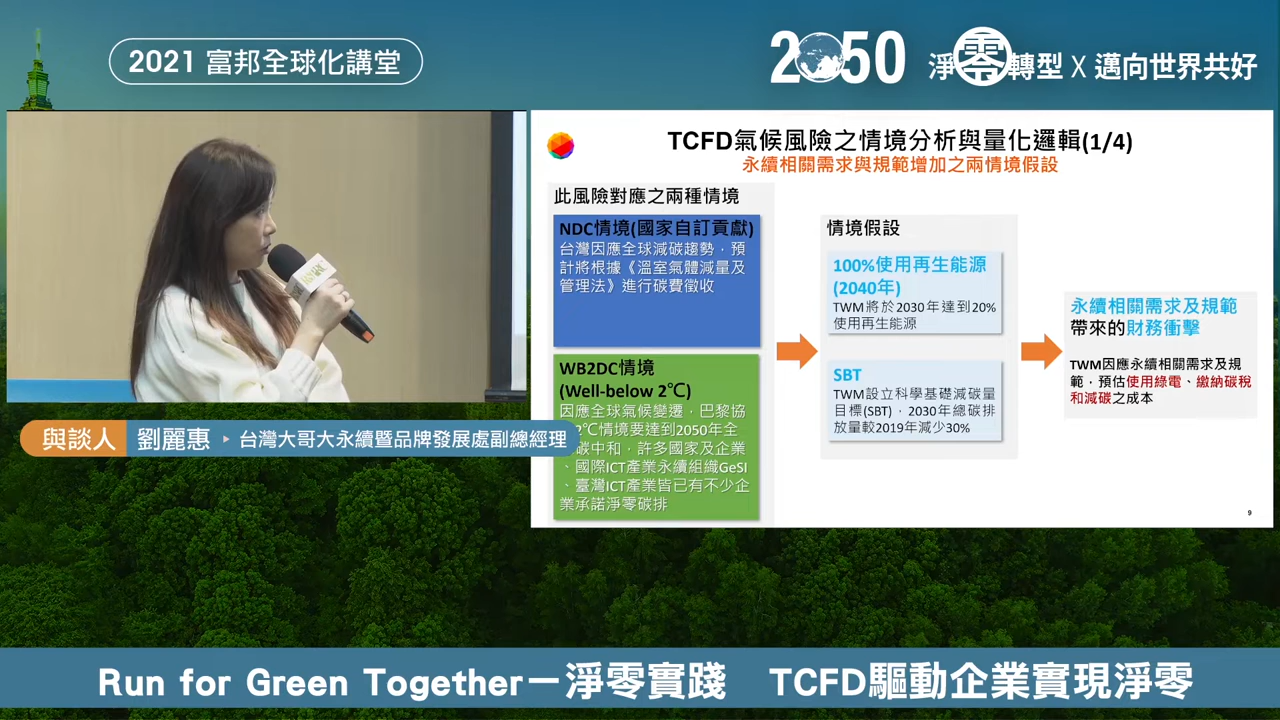 2021 富邦全球化講堂
2050 淨零轉型 X 邁向世界共好
TCFD氣候風險之情境分析與量化邏輯(1/4)
永續相關需求與規範增加之兩情境假設
此風險對應之兩種情境
NDC情境(國家自訂貢獻)
台灣因應全球減碳趨勢，預
計將根據《溫室氣體減量及
管理法》進行碳費徵收
WB2DC情境
(Well-below 2℃)
因應全球氣候變遷，巴黎協
2℃情境要達到2050年全
碳中和，許多國家及企業
、國際ICT產業永續組織GeSI
、臺灣ICT產業皆已有不少企
業承諾淨零碳排
情境假設
100%使用再生能源
(2040年)
TWM將於2030年達到20%
使用再生能源
SBT
TWM設立科學基礎減碳量
目標(SBT)，2030年總碳排
放量較2019年減少30%
永續相關需求及規範
帶來的財務衝擊
TWM因應永續相關需求及規
範，預估使用綠電、繳納碳稅
和減碳之成本
9
與談人 劉麗惠 台灣大哥大永續暨品牌發展處副總經理
Run for Green Together－淨零實踐 TCFD驅動企業實現淨零